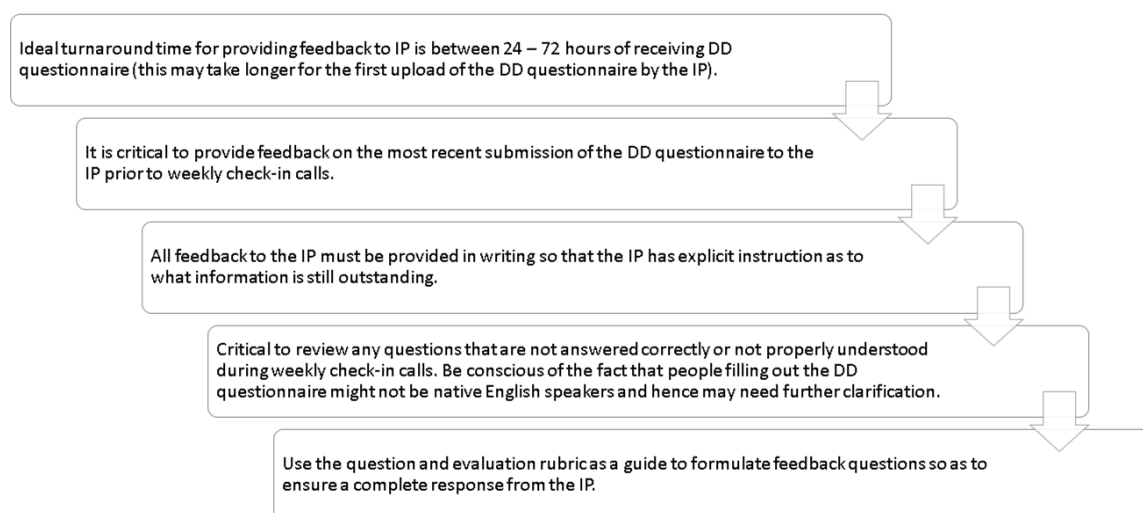 Ideal turnaround time for providing feedback to IP is between 24 – 72 hours of receiving DD
questionnaire (this may take longer for the first upload of the DD questionnaire by the IP).
It is critical to provide feedback on the most recent submission of the DD questionnaire to the
IP prior to weekly check-in calls.
All feedback to the IP must be provided in writing so that the IP has explicit instruction as to
what information is still outstanding.
Critical to review any questions that are not answered correctly or not properly understood
during weekly check-in calls. Be conscious of the fact that people filling out the DD
questionnaire might not be native English speakers and hence may need further clarification.
Use the question and evaluation rubric as a guide to formulate feedback questions so as to
ensure a complete response from the IP.